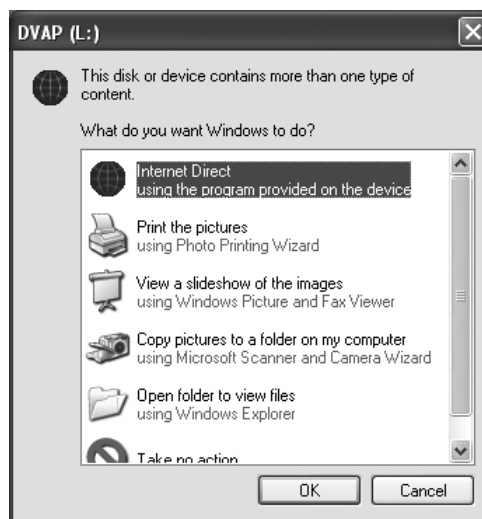 DVAP (L:)
This disk or device contains more than one type of
content.
What do you want Windows to do?
Internet Direct
using the program provided on the device
Print the pictures
using Photo Printing Wizard
View a slideshow of the images
using Windows Picture and Fax Viewer
Copy pictures to a folder on my computer
using Microsoft Scanner and Camera Wizard
Open folder to view files
using Windows Explorer
Take no action
OK
Cancel